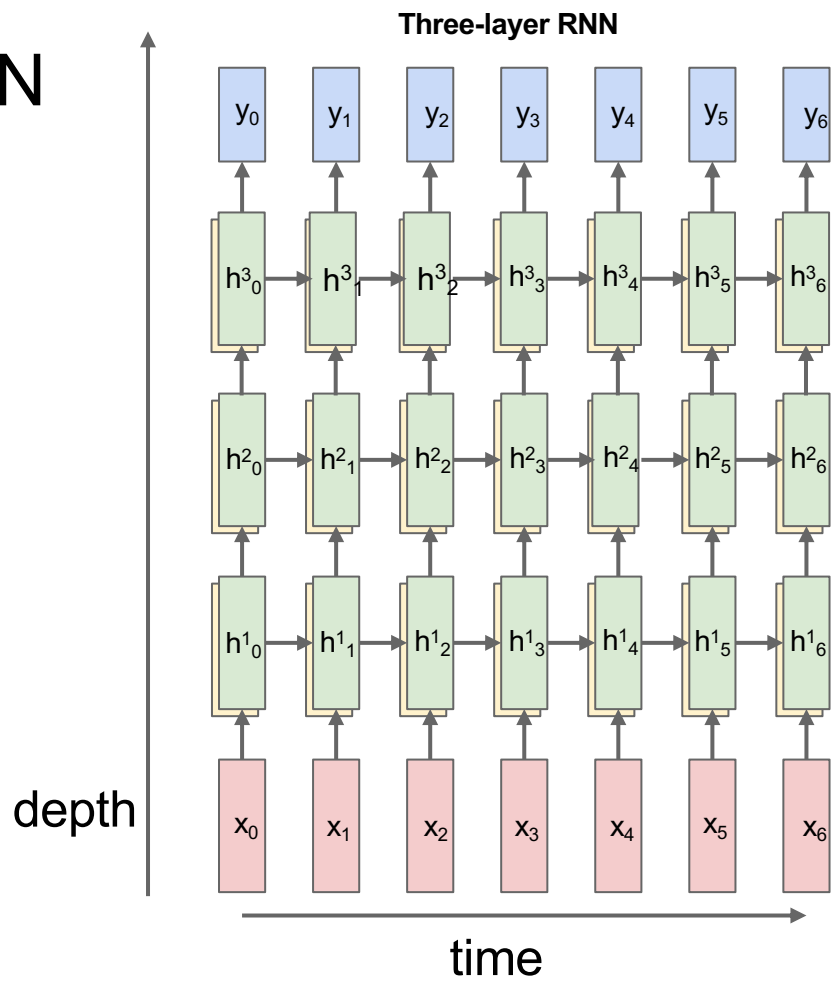 Three-layer RNN
N
y₀ y₁ y₂ y₃ y₄ y₅ y₆
h³₀ h³₁ h³₂ h³₃ h³₄ h³₅ h³₆
h²₀ h²₁ h²₂ h²₃ h²₄ h²₅ h²₆
h¹₀ h¹₁ h¹₂ h¹₃ h¹₄ h¹₅ h¹₆
depth
x₀ x₁ x₂ x₃ x₄ x₅ x₆
time